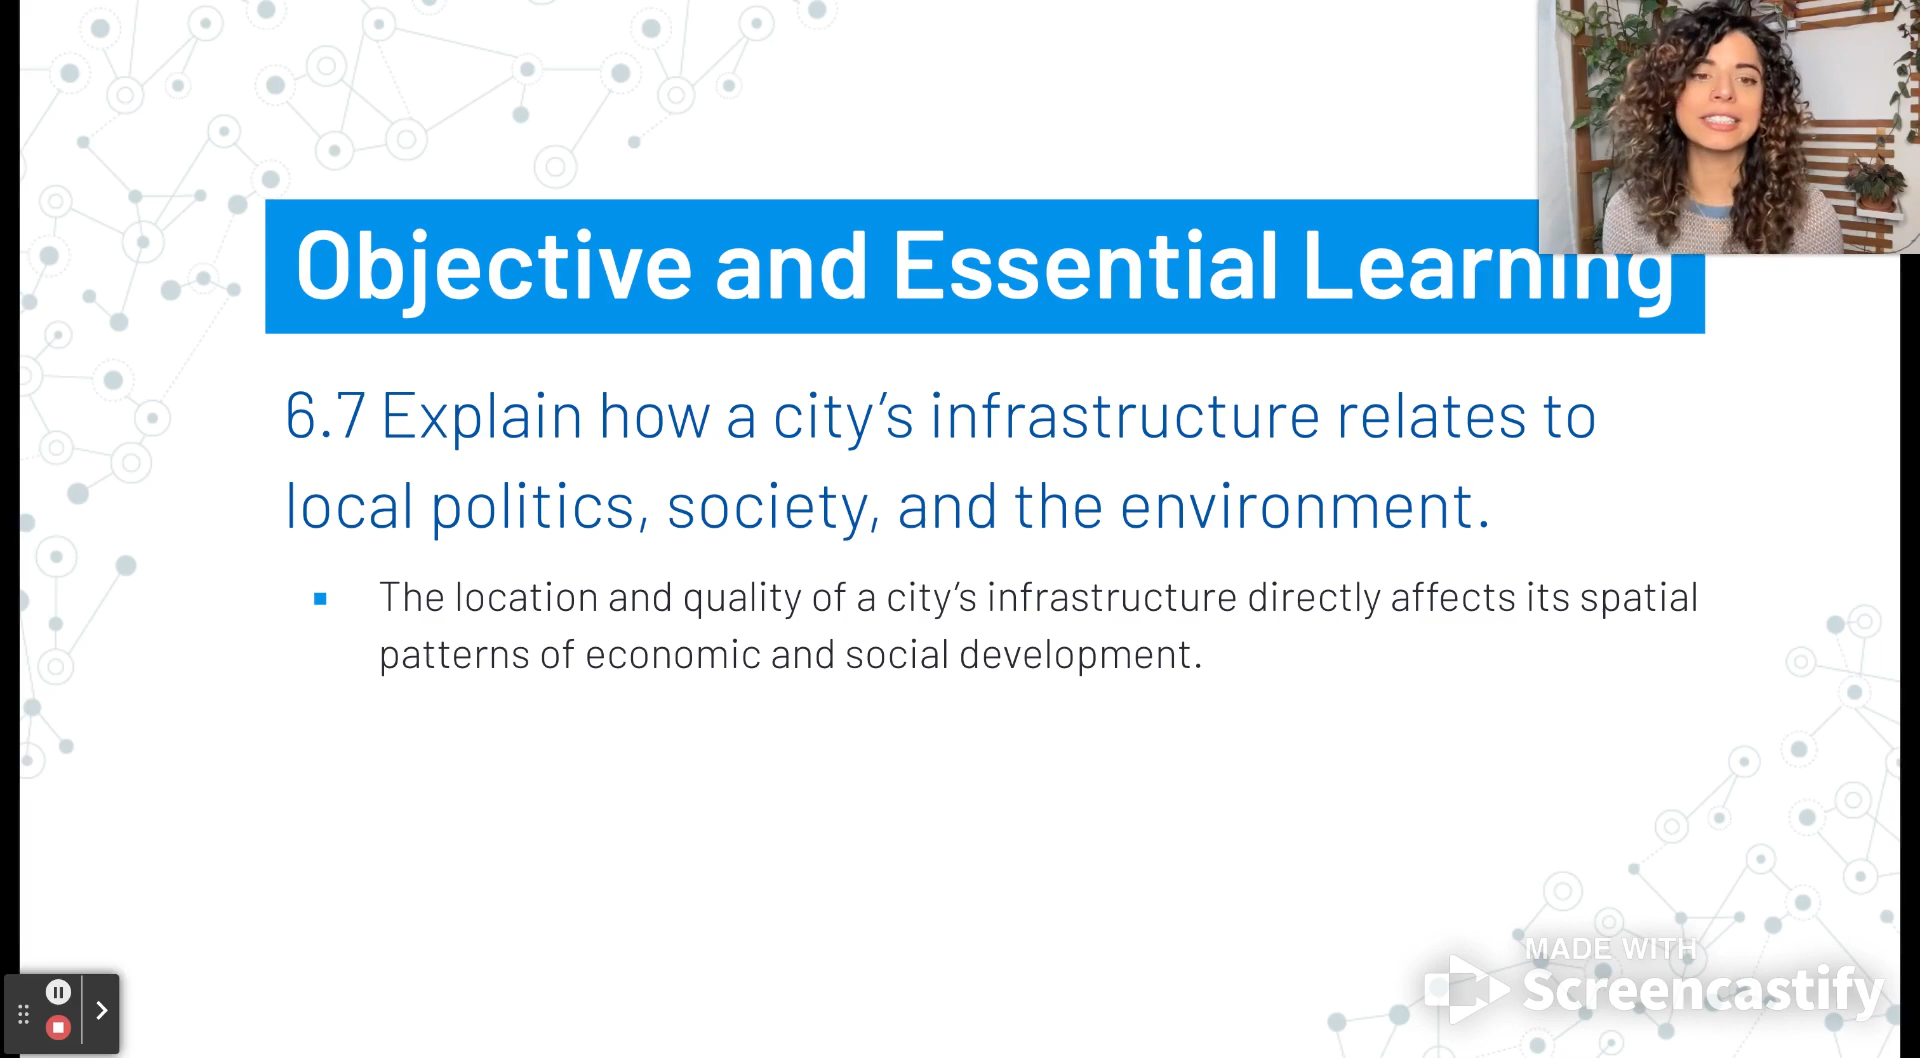 Objective and Essential Learning
6.7 Explain how a city’s infrastructure relates to
local politics, society, and the environment.
The location and quality of a city’s infrastructure directly affects its spatial
patterns of economic and social development.
MADE WITH
Screencastify